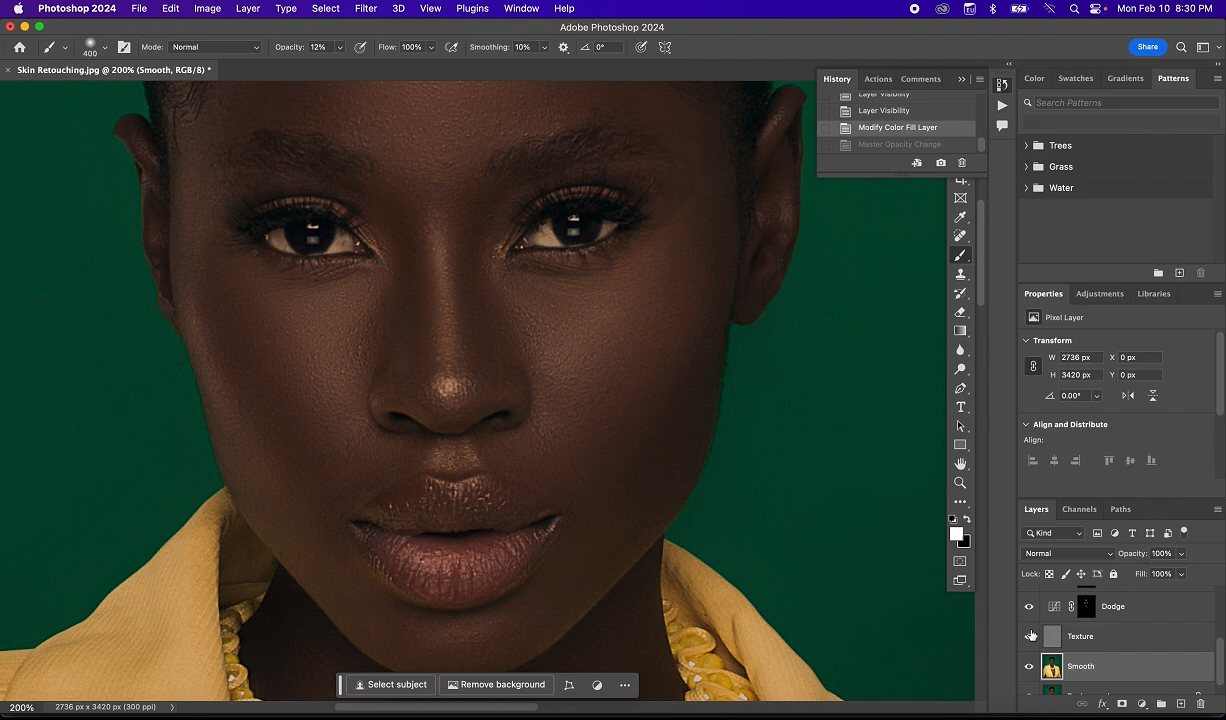 Photoshop 2024 File Edit Image Layer Type Select Filter 3D View Plugins Window Help Mon Feb 10 8:30 PM
Adobe Photoshop 2024
400 Mode: Normal Opacity: 12% Flow: 100% Smoothing: 10% 0° Share
× Skin Retouching.jpg @ 200% (Smooth, RGB/8) *
History Actions Comments
Layer Visibility
Layer Visibility
Modify Color Fill Layer
Master Opacity Change
Color Swatches Gradients Patterns
Search Patterns
Trees
Grass
Water
Properties Adjustments Libraries
Pixel Layer
Transform
W 2736 px X 0 px
H 3420 px Y 0 px
0.00°
Align and Distribute
Align:
Layers Channels Paths
Kind
Normal Opacity: 100%
Lock: Fill: 100%
Dodge
Texture
Smooth
Select subject Remove background
200% 2736 px x 3420 px (300 ppi)